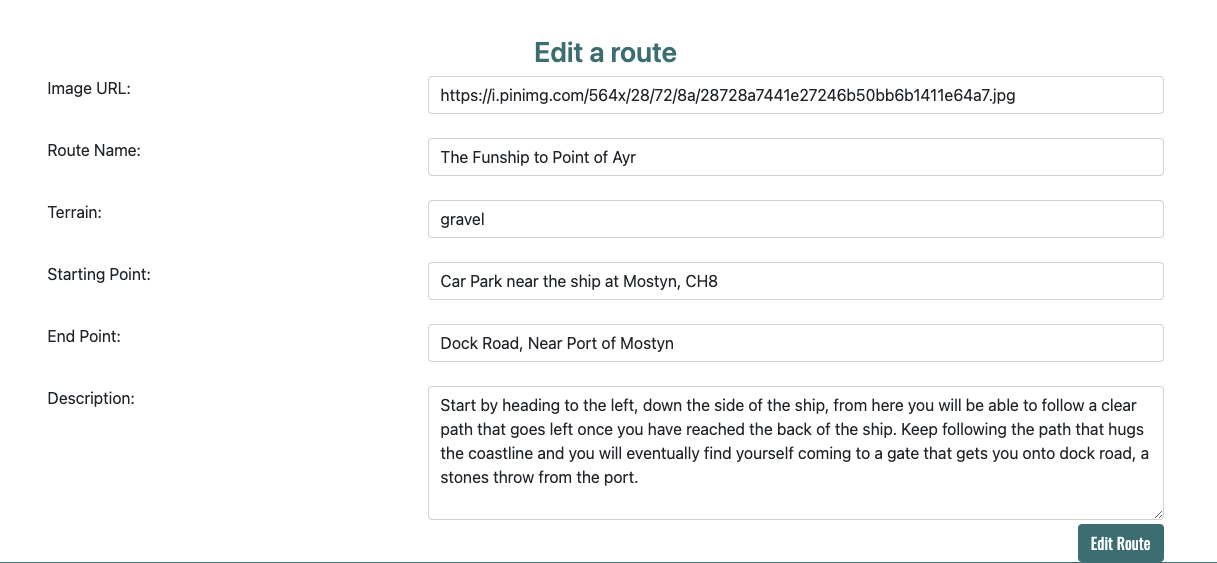 Edit a route
Image URL:
https://i.pinimg.com/564x/28/72/8a/28728a7441e27246b50bb6b1411e64a7.jpg
Route Name:
The Funship to Point of Ayr
Terrain:
gravel
Starting Point:
Car Park near the ship at Mostyn, CH8
End Point:
Dock Road, Near Port of Mostyn
Description:
Start by heading to the left, down the side of the ship, from here you will be able to follow a clear
path that goes left once you have reached the back of the ship. Keep following the path that hugs
the coastline and you will eventually find yourself coming to a gate that gets you onto dock road, a
stones throw from the port.
Edit Route